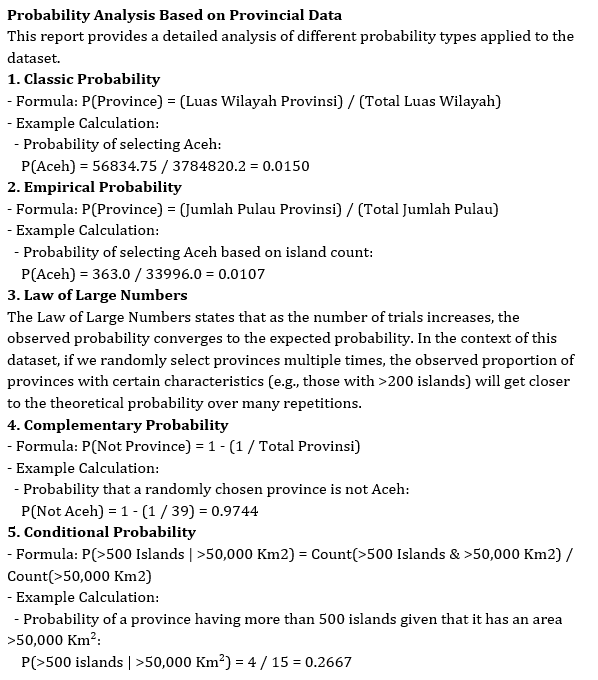 Probability Analysis Based on Provincial Data
This report provides a detailed analysis of different probability types applied to the
dataset.
1. Classic Probability
- Formula: P(Province) = (Luas Wilayah Provinsi) / (Total Luas Wilayah)
- Example Calculation:
- Probability of selecting Aceh:
P(Aceh) = 56834.75 / 3784820.2 = 0.0150
2. Empirical Probability
- Formula: P(Province) = (Jumlah Pulau Provinsi) / (Total Jumlah Pulau)
- Example Calculation:
- Probability of selecting Aceh based on island count:
P(Aceh) = 363.0 / 33996.0 = 0.0107
3. Law of Large Numbers
The Law of Large Numbers states that as the number of trials increases, the
observed probability converges to the expected probability. In the context of this
dataset, if we randomly select provinces multiple times, the observed proportion of
provinces with certain characteristics (e.g., those with >200 islands) will get closer
to the theoretical probability over many repetitions.
4. Complementary Probability
- Formula: P(Not Province) = 1 - (1 / Total Provinsi)
- Example Calculation:
- Probability that a randomly chosen province is not Aceh:
P(Not Aceh) = 1 - (1 / 39) = 0.9744
5. Conditional Probability
- Formula: P(>500 Islands | >50,000 Km2) = Count(>500 Islands & >50,000 Km2) /
Count(>50,000 Km2)
- Example Calculation:
- Probability of a province having more than 500 islands given that it has an area
>50,000 Km²:
P(>500 islands | >50,000 Km²) = 4 / 15 = 0.2667